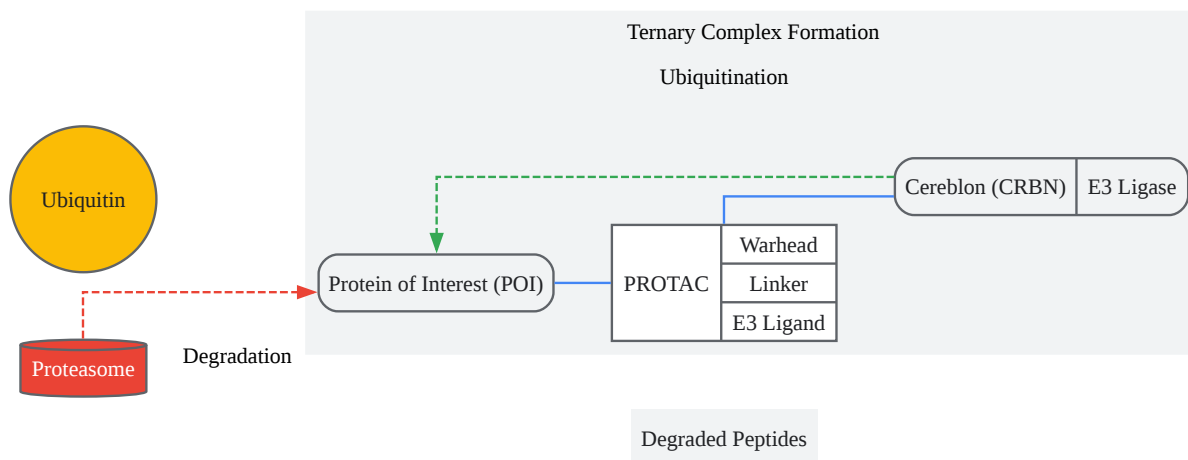 Ternary Complex Formation
Ubiquitination
Ubiquitin
Cereblon (CRBN)
E3 Ligase
Protein of Interest (POI)
PROTAC
Warhead
Linker
E3 Ligand
Proteasome
Degradation
Degraded Peptides